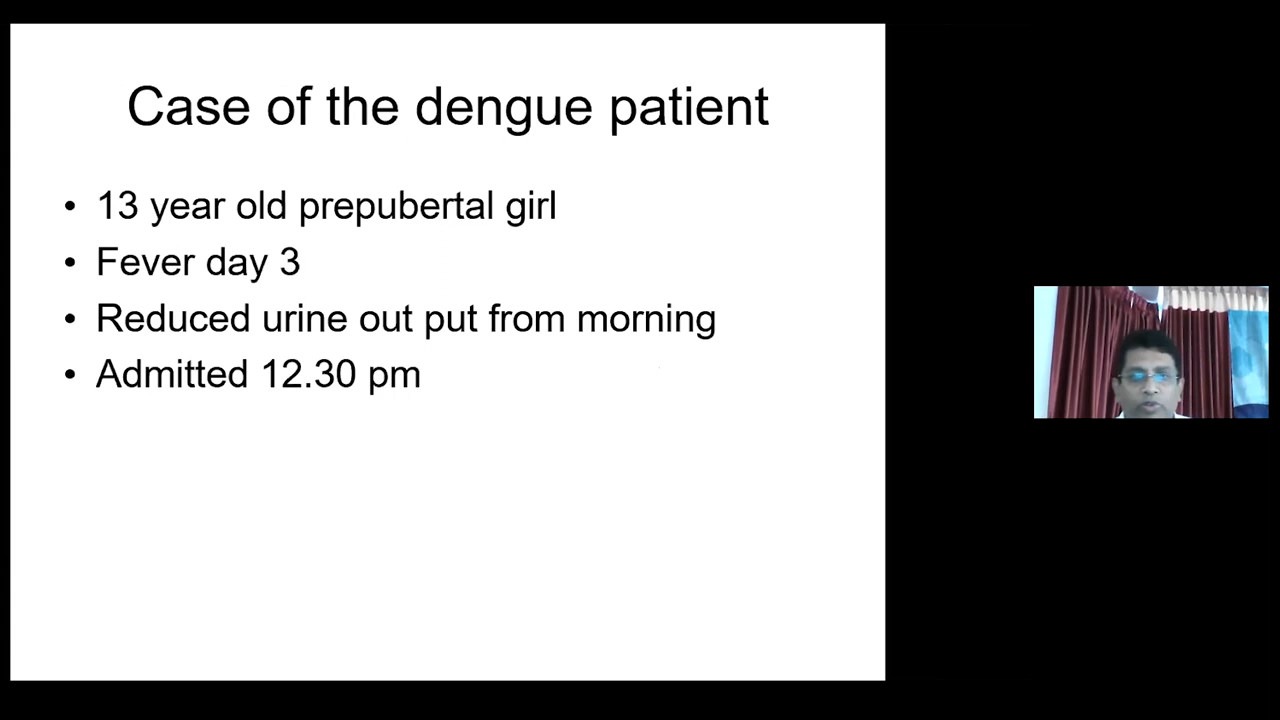 Case of the dengue patient
• 13 year old prepubertal girl
• Fever day 3
• Reduced urine out put from morning
• Admitted 12.30 pm